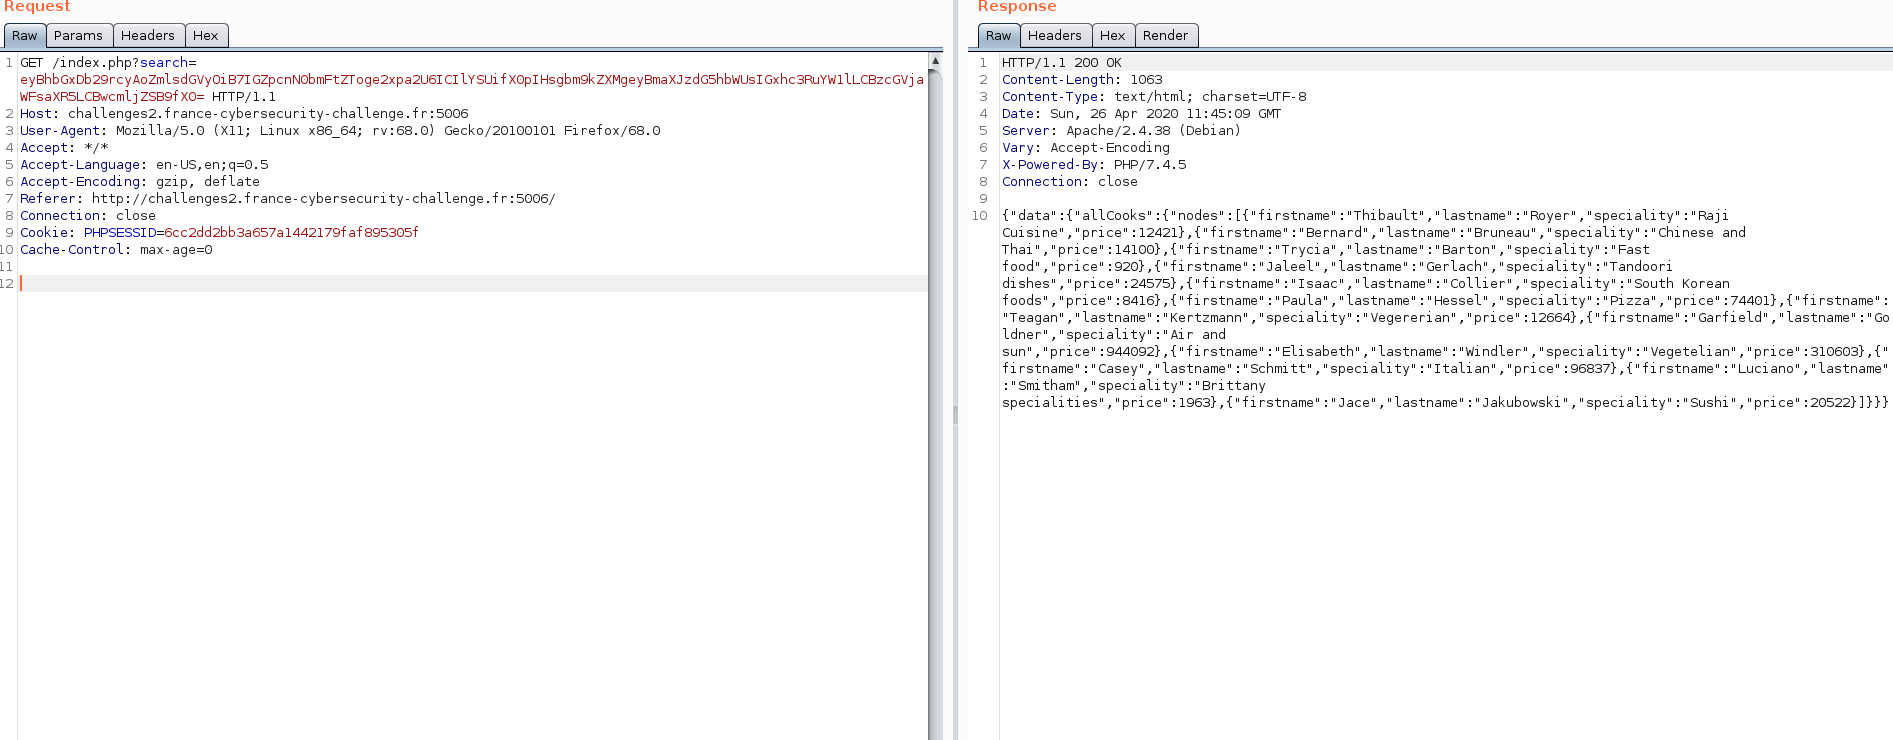 Request
Raw Params Headers Hex
1 GET /index.php?search=
eyBhbGxDb29rcyAoZmlsdGVyOiB7IGZpcnN0bmFtZToge2xpa2U6ICIlYSUifX0pIHsgbm9kZXMgeyBmaXJzdG5hbWUsIGxhc3RuYW1lLCBzcGVja
WFsaXR5LCBwcmljZSB9fX0= HTTP/1.1
2 Host: challenges2.france-cybersecurity-challenge.fr:5006
3 User-Agent: Mozilla/5.0 (X11; Linux x86_64; rv:68.0) Gecko/20100101 Firefox/68.0
4 Accept: */*
5 Accept-Language: en-US,en;q=0.5
6 Accept-Encoding: gzip, deflate
7 Referer: http://challenges2.france-cybersecurity-challenge.fr:5006/
8 Connection: close
9 Cookie: PHPSESSID=6cc2dd2bb3a657a1442179faf895305f
10 Cache-Control: max-age=0
11
12
Response
Raw Headers Hex Render
1 HTTP/1.1 200 OK
2 Content-Length: 1063
3 Content-Type: text/html; charset=UTF-8
4 Date: Sun, 26 Apr 2020 11:45:09 GMT
5 Server: Apache/2.4.38 (Debian)
6 Vary: Accept-Encoding
7 X-Powered-By: PHP/7.4.5
8 Connection: close
9
10 {"data":{"allCooks":{"nodes":[{"firstname":"Thibault","lastname":"Royer","speciality":"Raji
Cuisine","price":12421},{"firstname":"Bernard","lastname":"Bruneau","speciality":"Chinese and
Thai","price":14100},{"firstname":"Trycia","lastname":"Barton","speciality":"Fast
food","price":920},{"firstname":"Jaleel","lastname":"Gerlach","speciality":"Tandoori
dishes","price":24575},{"firstname":"Isaac","lastname":"Collier","speciality":"South Korean
foods","price":8416},{"firstname":"Paula","lastname":"Hessel","speciality":"Pizza","price":74401},{"firstname":
"Teagan","lastname":"Kertzmann","speciality":"Vegererian","price":12664},{"firstname":"Garfield","lastname":"Go
ldner","speciality":"Air and
sun","price":944092},{"firstname":"Elisabeth","lastname":"Windler","speciality":"Vegetelian","price":310603},{"
firstname":"Casey","lastname":"Schmitt","speciality":"Italian","price":96837},{"firstname":"Luciano","lastname"
:"Smitham","speciality":"Brittany
specialities","price":1963},{"firstname":"Jace","lastname":"Jakubowski","speciality":"Sushi","price":20522}]}}}